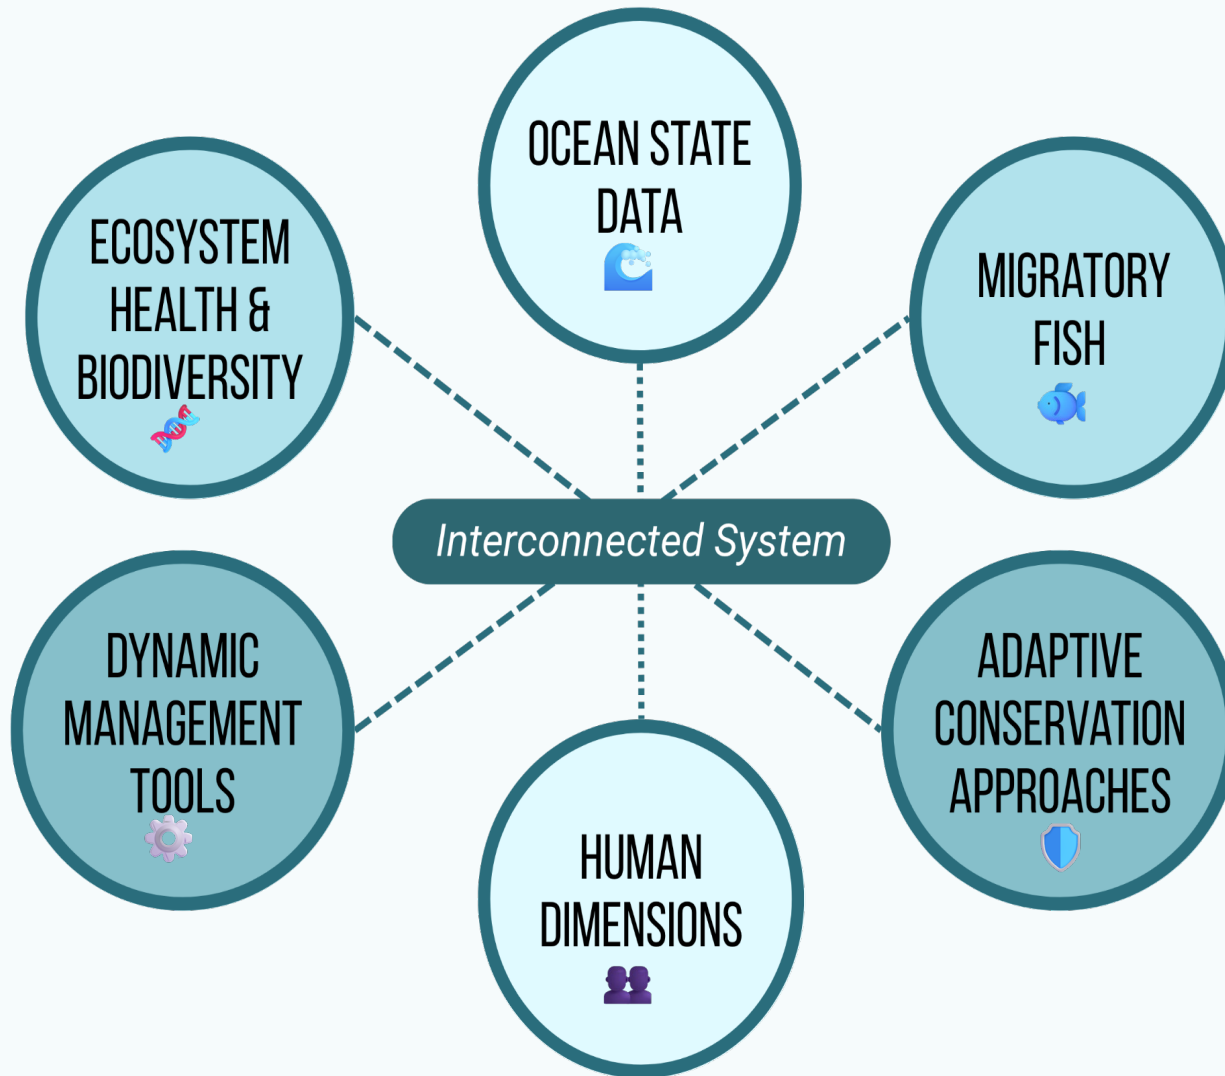 OCEAN STATE
DATA
ECOSYSTEM
HEALTH &
BIODIVERSITY
MIGRATORY
FISH
Interconnected System
DYNAMIC
MANAGEMENT
TOOLS
ADAPTIVE
CONSERVATION
APPROACHES
HUMAN
DIMENSIONS